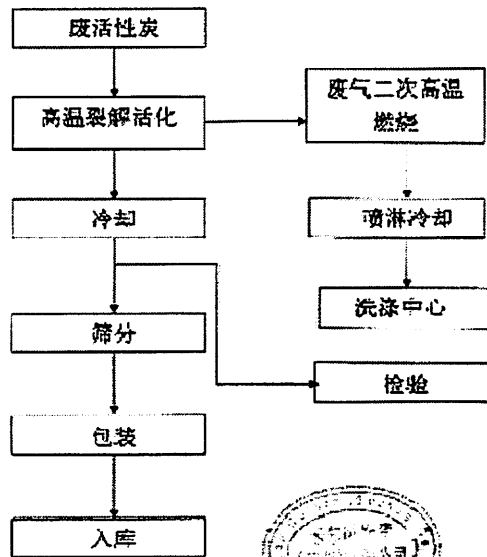 废活性炭
高温裂解活化
废气二次高温
燃烧
冷却
喷淋冷却
洗涤中心
筛分
检验
包装
入库